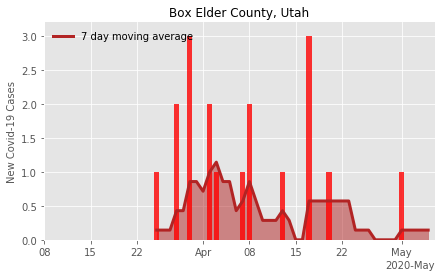 Box Elder County, Utah
7 day moving average
New Covid-19 Cases
3.0
2.5
2.0
1.5
1.0
0.5
0.0
08 15 22 Apr 08 15 22 May
2020-May